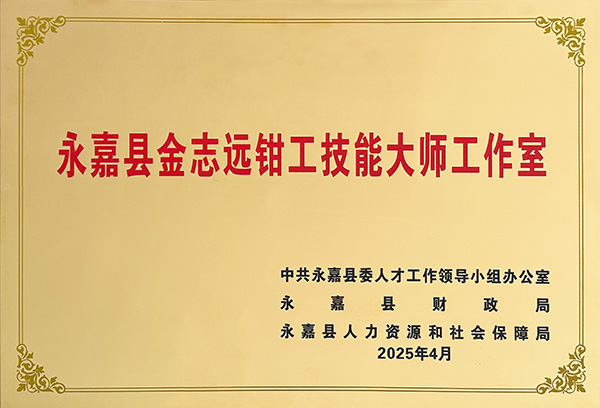 永嘉县金志远钳工技能大师工作室
中共永嘉县委人才工作领导小组办公室
永嘉县财政局
永嘉县人力资源和社会保障局
2025年4月